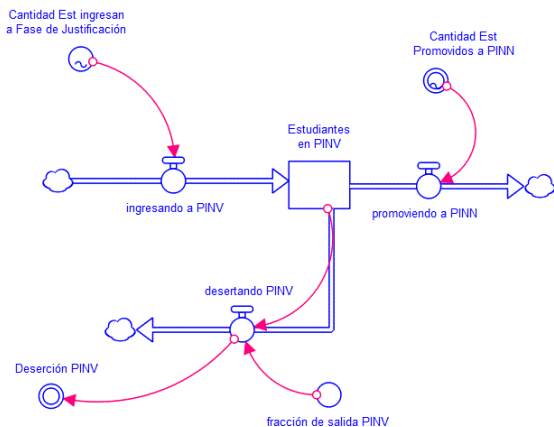 Cantidad Est ingresan
a Fase de Justificación
Cantidad Est
Promovidos a PINN
Estudiantes
en PINV
ingresando a PINV
promoviendo a PINN
desertando PINV
Deserción PINV
fracción de salida PINV